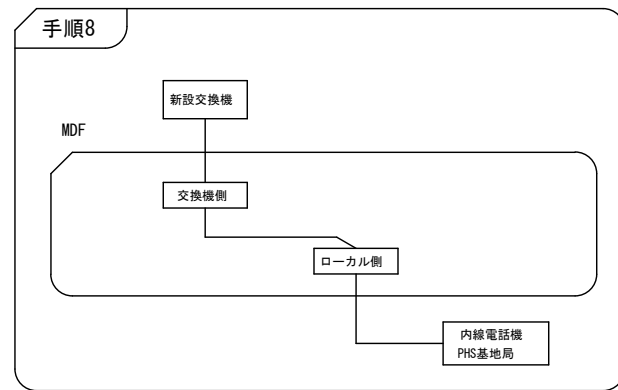 手順8
新設交換機
MDF
交換機側
ローカル側
内線電話機
PHS基地局